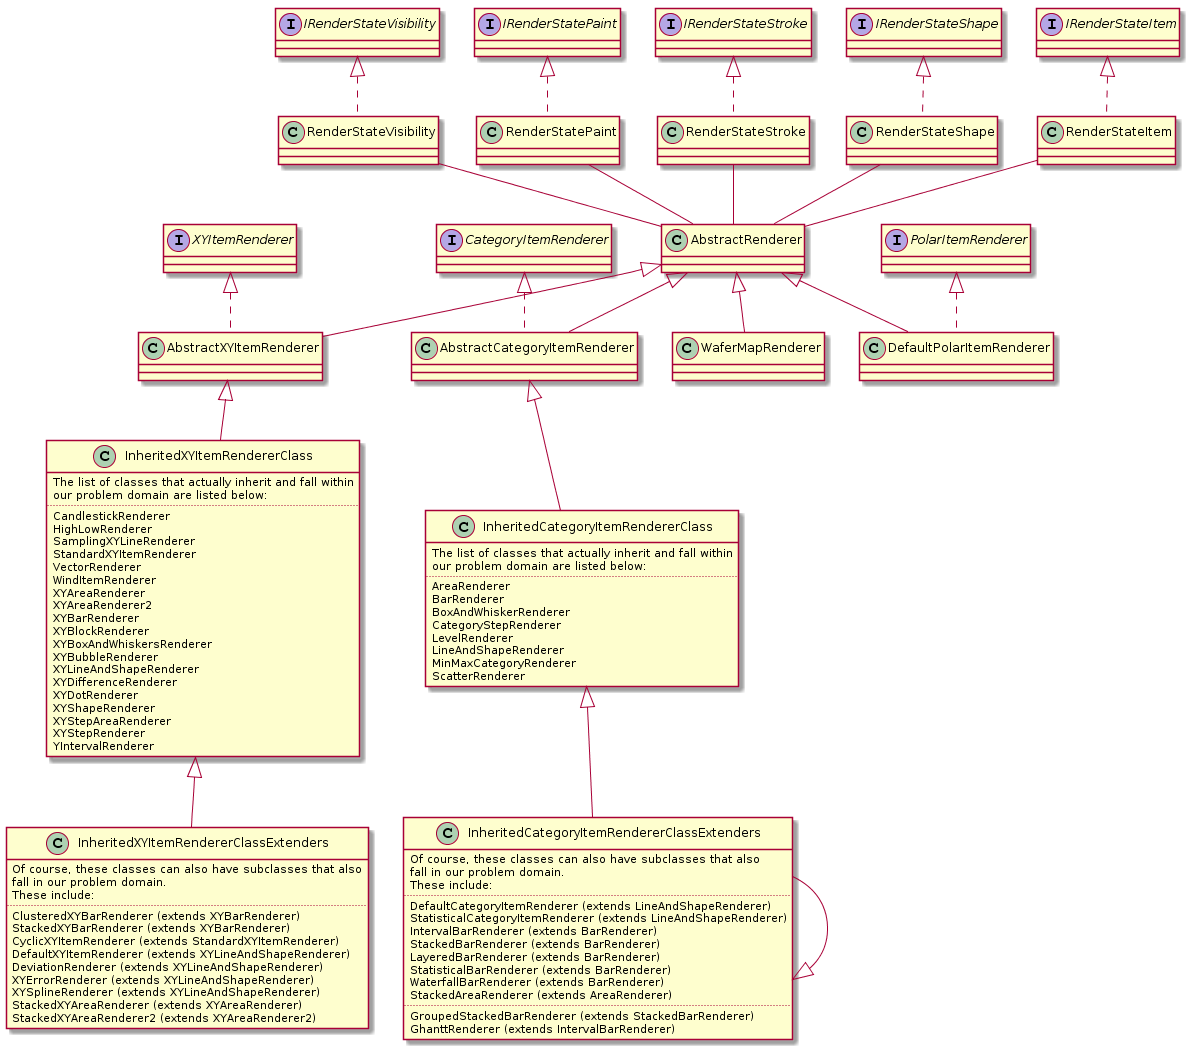 I IRenderStateVisibility
I IRenderStatePaint
I IRenderStateStroke
I IRenderStateShape
I IRenderStateItem
C RenderStateVisibility
C RenderStatePaint
C RenderStateStroke
C RenderStateShape
C RenderStateItem
I XYItemRenderer
I CategoryItemRenderer
C AbstractRenderer
I PolarItemRenderer
C AbstractXYItemRenderer
C AbstractCategoryItemRenderer
C WaferMapRenderer
C DefaultPolarItemRenderer
C InheritedXYItemRendererClass
The list of classes that actually inherit and fall within
our problem domain are listed below:
CandlestickRenderer
HighLowRenderer
SamplingXYLineRenderer
StandardXYItemRenderer
VectorRenderer
WindItemRenderer
XYAreaRenderer
XYAreaRenderer2
XYBarRenderer
XYBlockRenderer
XYBoxAndWhiskersRenderer
XYBubbleRenderer
XYLineAndShapeRenderer
XYDifferenceRenderer
XYDotRenderer
XYShapeRenderer
XYStepAreaRenderer
XYStepRenderer
YIntervalRenderer
C InheritedCategoryItemRendererClass
The list of classes that actually inherit and fall within
our problem domain are listed below:
AreaRenderer
BarRenderer
BoxAndWhiskerRenderer
CategoryStepRenderer
LevelRenderer
LineAndShapeRenderer
MinMaxCategoryRenderer
ScatterRenderer
C InheritedXYItemRendererClassExtenders
Of course, these classes can also have subclasses that also
fall in our problem domain.
These include:
ClusteredXYBarRenderer (extends XYBarRenderer)
StackedXYBarRenderer (extends XYBarRenderer)
CyclicXYItemRenderer (extends StandardXYItemRenderer)
DefaultXYItemRenderer (extends XYLineAndShapeRenderer)
DeviationRenderer (extends XYLineAndShapeRenderer)
XYErrorRenderer (extends XYLineAndShapeRenderer)
XYSplineRenderer (extends XYLineAndShapeRenderer)
StackedXYAreaRenderer (extends XYAreaRenderer)
StackedXYAreaRenderer2 (extends XYAreaRenderer2)
C InheritedCategoryItemRendererClassExtenders
Of course, these classes can also have subclasses that also
fall in our problem domain.
These include:
DefaultCategoryItemRenderer (extends LineAndShapeRenderer)
StatisticalCategoryItemRenderer (extends LineAndShapeRenderer)
IntervalBarRenderer (extends BarRenderer)
StackedBarRenderer (extends BarRenderer)
LayeredBarRenderer (extends BarRenderer)
StatisticalBarRenderer (extends BarRenderer)
WaterfallBarRenderer (extends BarRenderer)
StackedAreaRenderer (extends AreaRenderer)
GroupedStackedBarRenderer (extends StackedBarRenderer)
GhanttRenderer (extends IntervalBarRenderer)